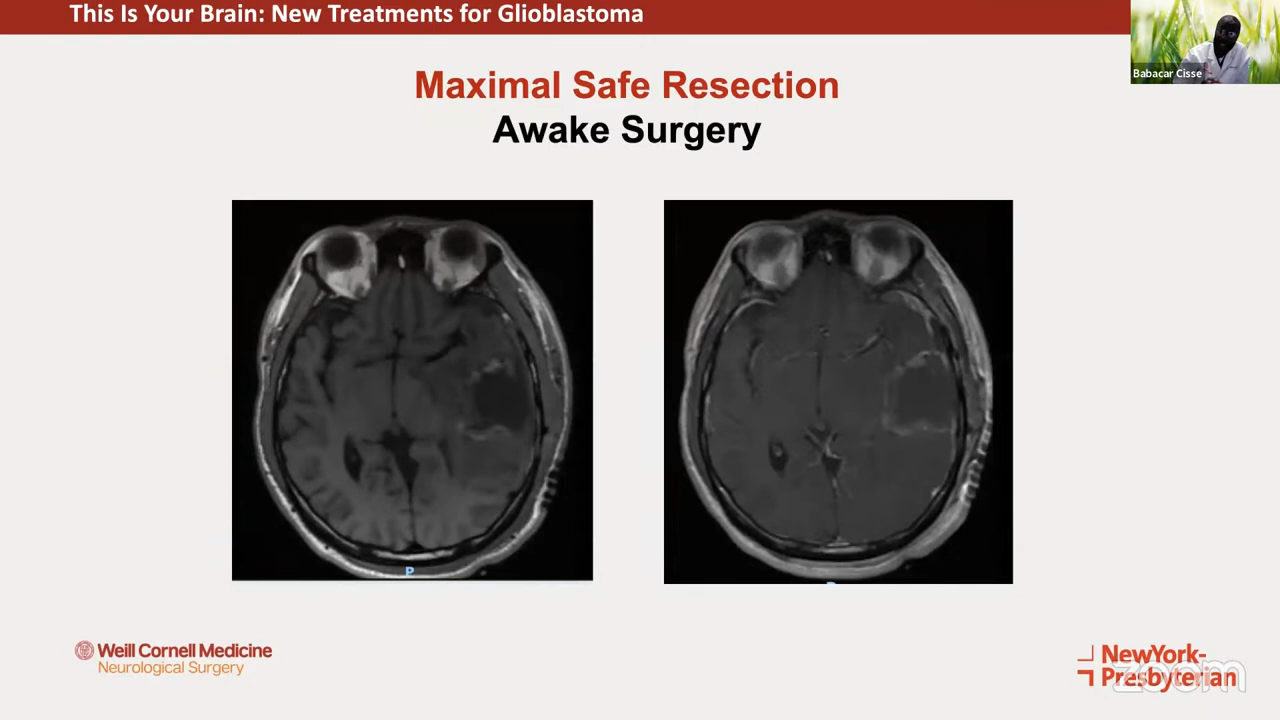 This Is Your Brain: New Treatments for Glioblastoma
Babacar Cisse
Maximal Safe Resection
Awake Surgery
P
Weill Cornell Medicine
Neurological Surgery
NewYork-
Presbyterian
zoom